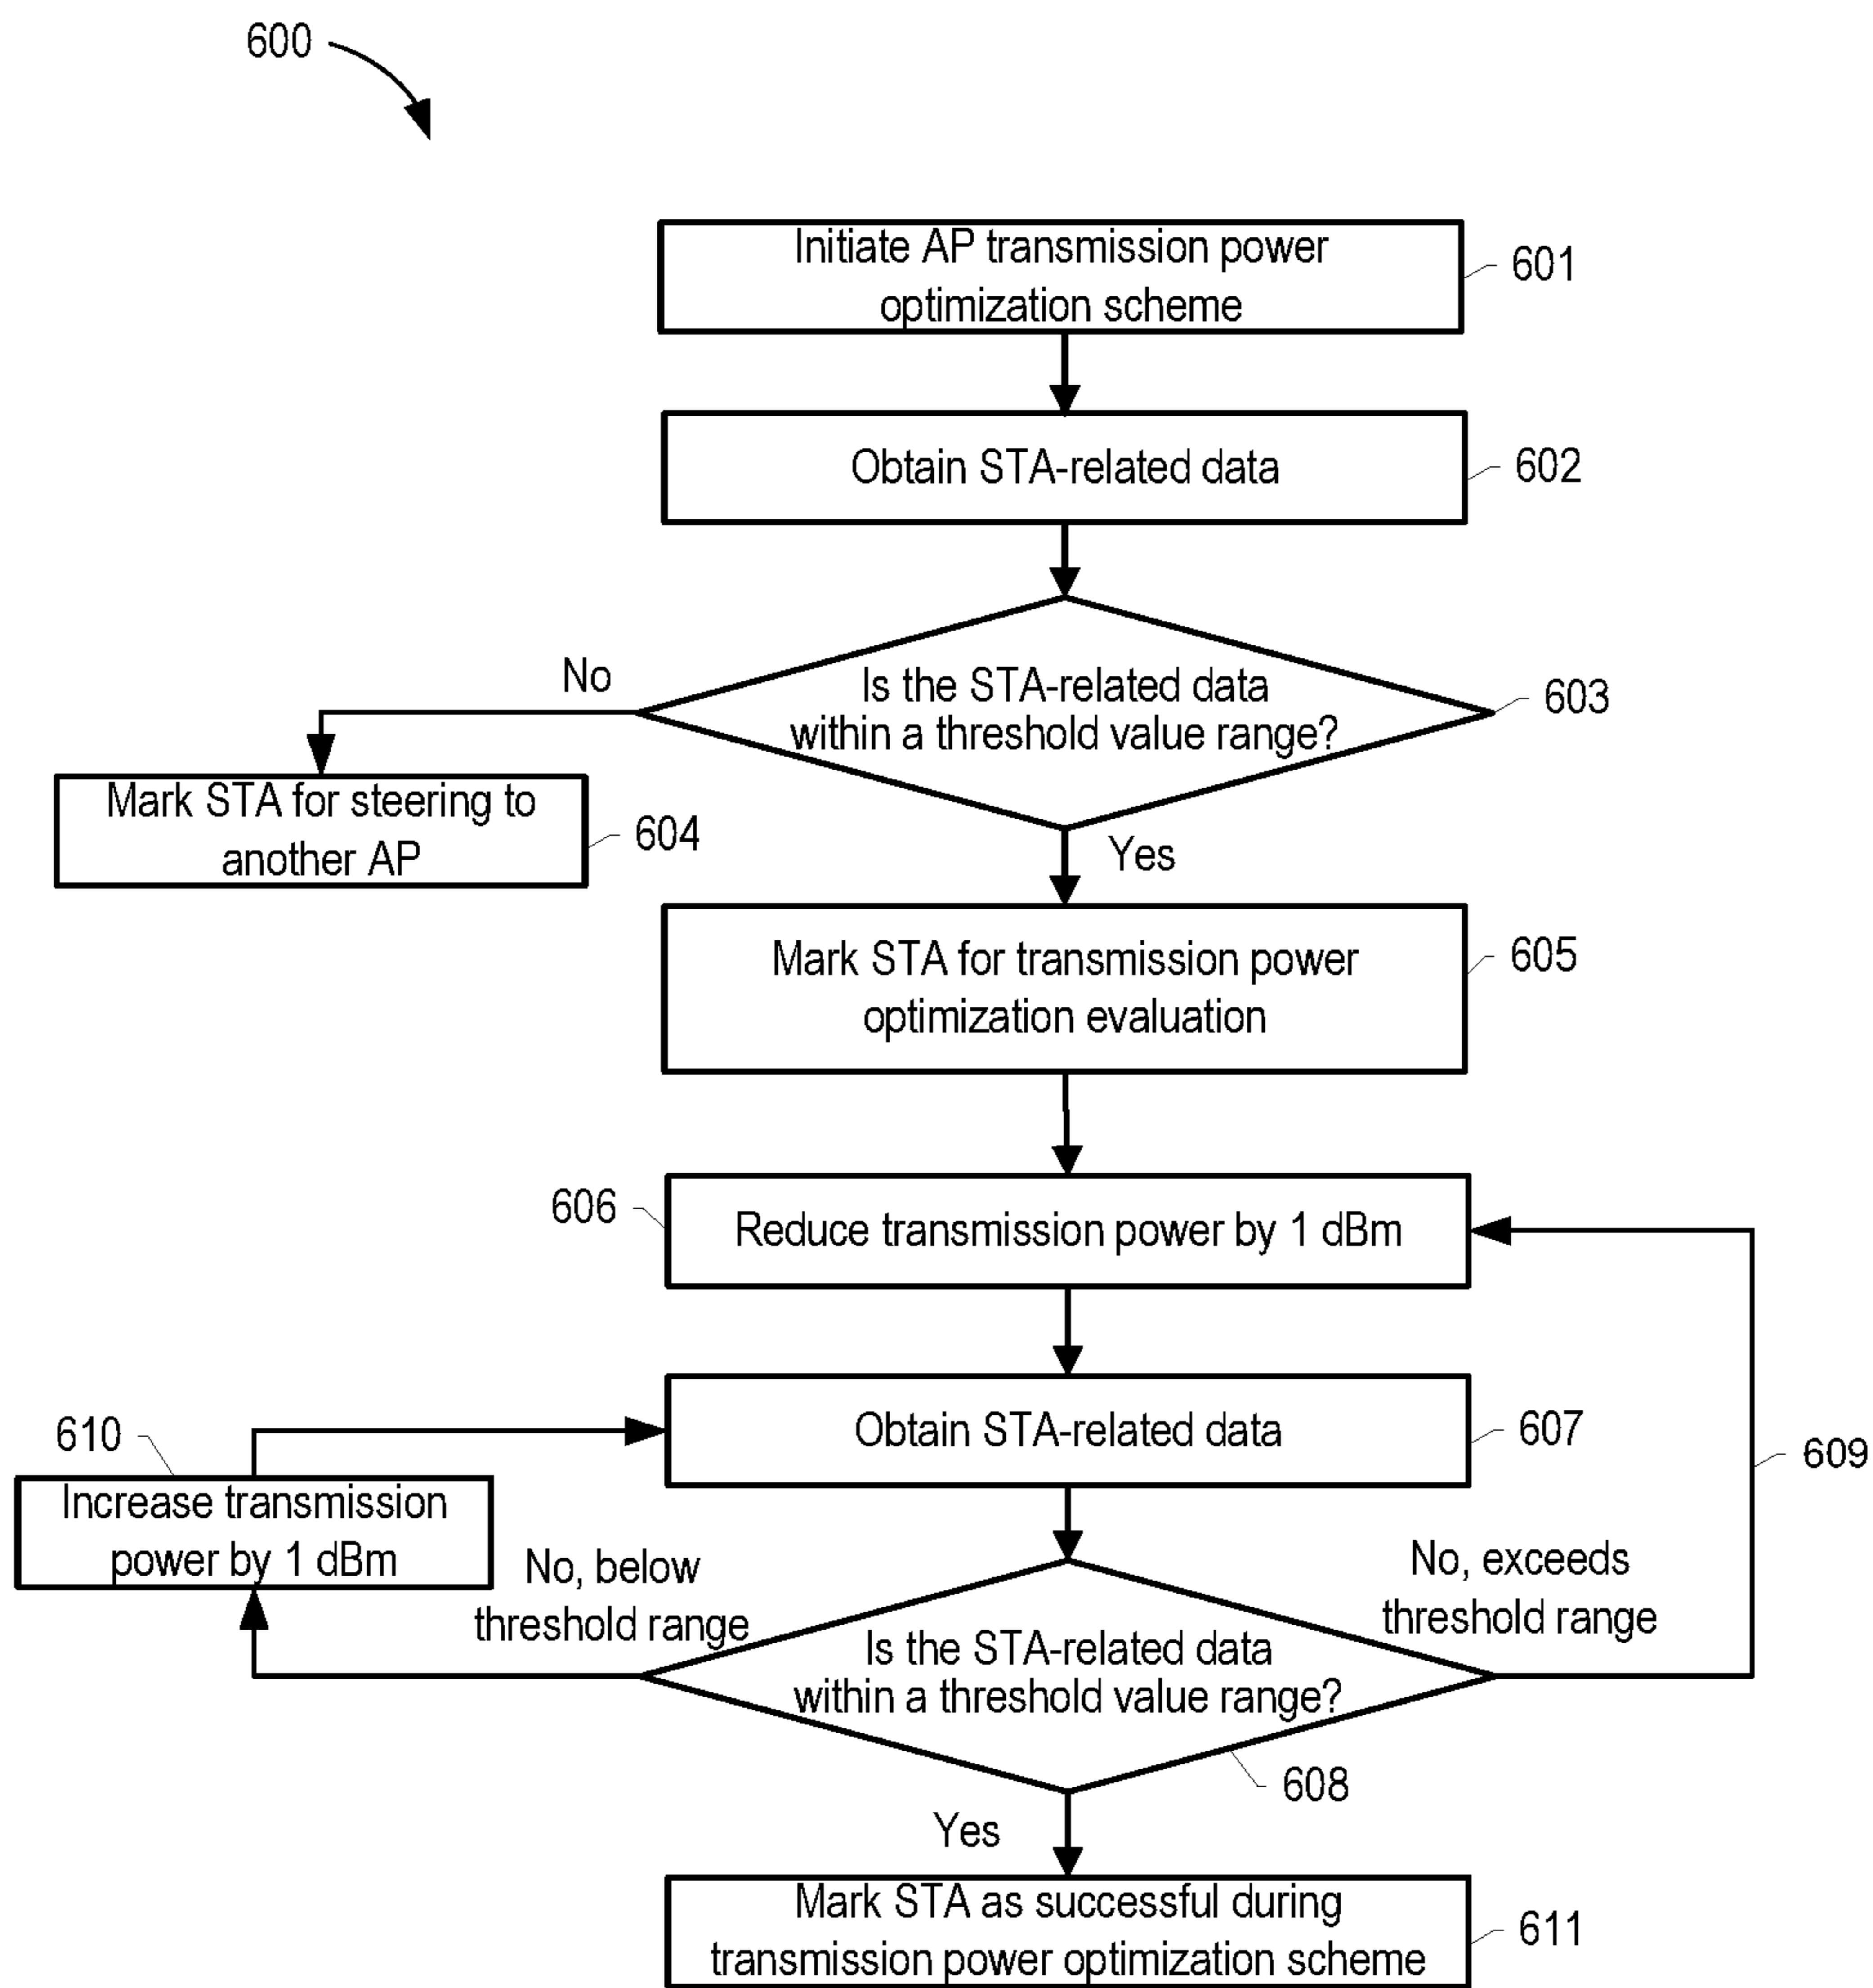 600
Initiate AP transmission power
optimization scheme
601
Obtain STA-related data
602
No
Is the STA-related data
within a threshold value range?
603
Mark STA for steering to
another AP
604
Yes
Mark STA for transmission power
optimization evaluation
605
606
Reduce transmission power by 1 dBm
610
Obtain STA-related data
607
609
Increase transmission
power by 1 dBm
No, below
threshold range
No, exceeds
threshold range
Is the STA-related data
within a threshold value range?
608
Yes
Mark STA as successful during
transmission power optimization scheme
611